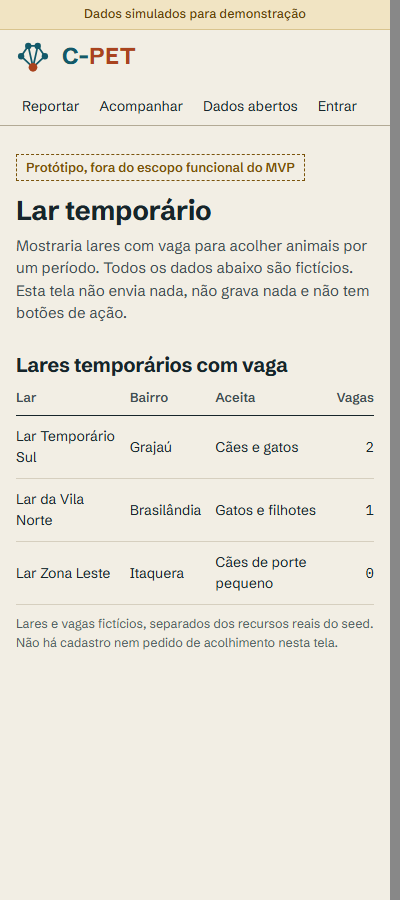 Dados simulados para demonstração
C-PET
Reportar Acompanhar Dados abertos Entrar
Protótipo, fora do escopo funcional do MVP
Lar temporário
Mostraria lares com vaga para acolher animais por
um período. Todos os dados abaixo são fictícios.
Esta tela não envia nada, não grava nada e não tem
botões de ação.
Lares temporários com vaga
Lar Bairro Aceita Vagas
Lar Temporário
Sul
Grajaú
Cães e gatos
2
Lar da Vila
Norte
Brasilândia
Gatos e filhotes
1
Lar Zona Leste
Itaquera
Cães de porte
pequeno
0
Lares e vagas fictícios, separados dos recursos reais do seed.
Não há cadastro nem pedido de acolhimento nesta tela.